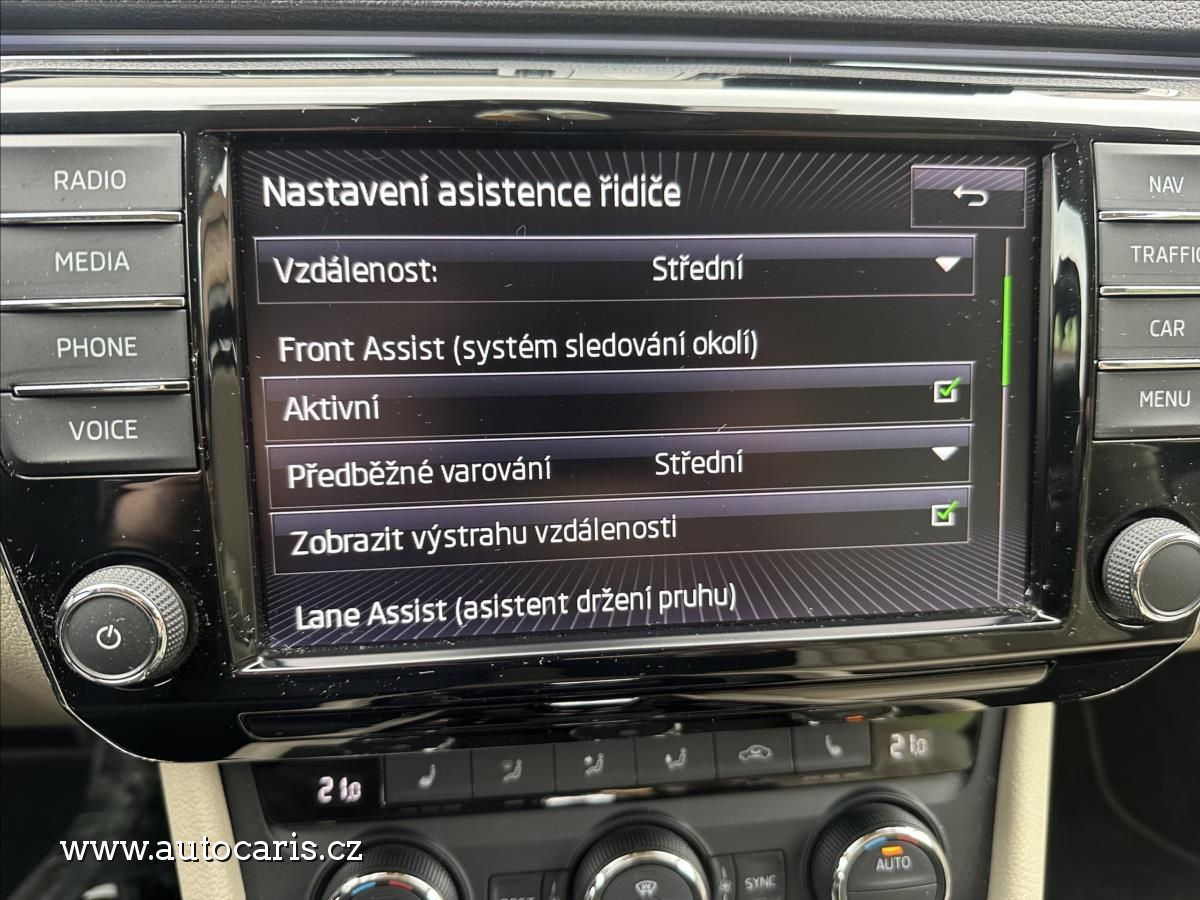 RADIO
MEDIA
PHONE
VOICE
Nastavení asistence řidiče
Vzdálenost: Střední
Front Assist (systém sledování okolí)
Aktivní
Předběžné varování Střední
Zobrazit výstrahu vzdálenosti
Lane Assist (asistent držení pruhu)
NAV
TRAFFIC
CAR
MENU
21,0
21,0
www.autocaris.cz
SYNC
AUTO